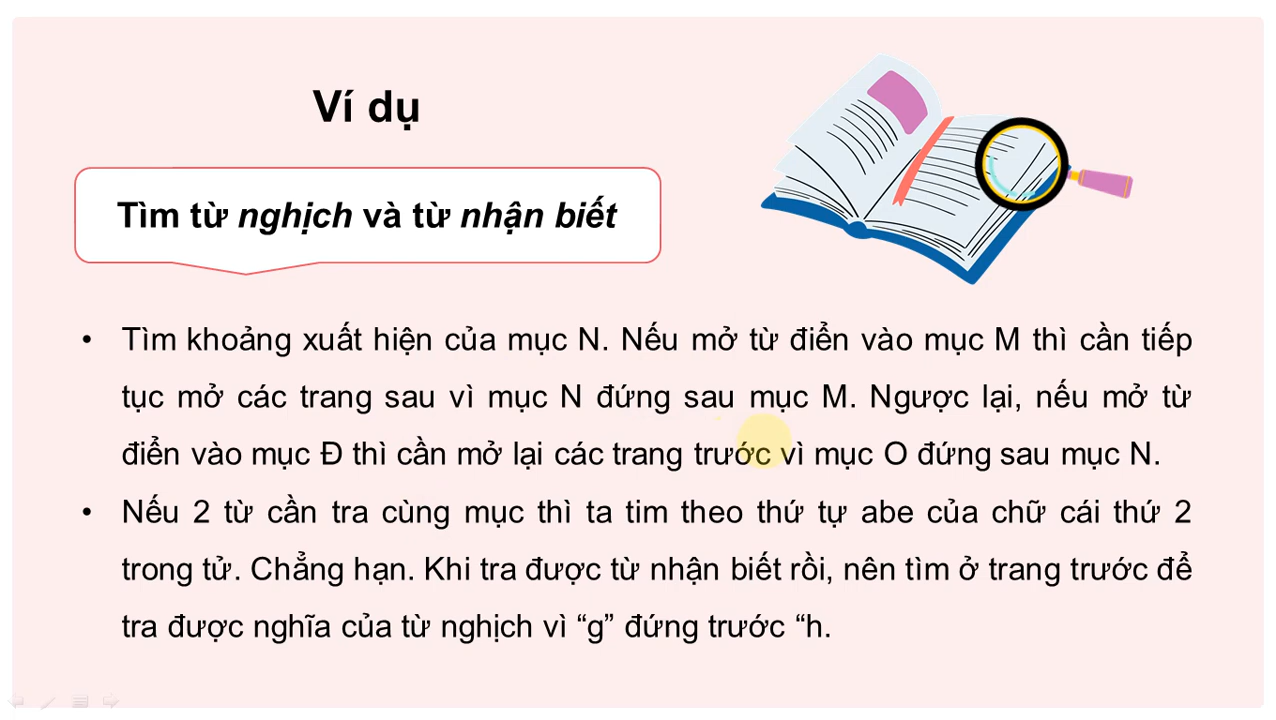 Ví dụ
Tìm từ nghịch và từ nhận biết
• Tìm khoảng xuất hiện của mục N. Nếu mở từ điển vào mục M thì cần tiếp
tục mở các trang sau vì mục N đứng sau mục M. Ngược lại, nếu mở từ
điển vào mục Đ thì cần mở lại các trang trước vì mục O đứng sau mục N.
• Nếu 2 từ cần tra cùng mục thì ta tim theo thứ tự abe của chữ cái thứ 2
trong tử. Chẳng hạn. Khi tra được từ nhận biết rồi, nên tìm ở trang trước để
tra được nghĩa của từ nghịch vì “g” đứng trước “h.